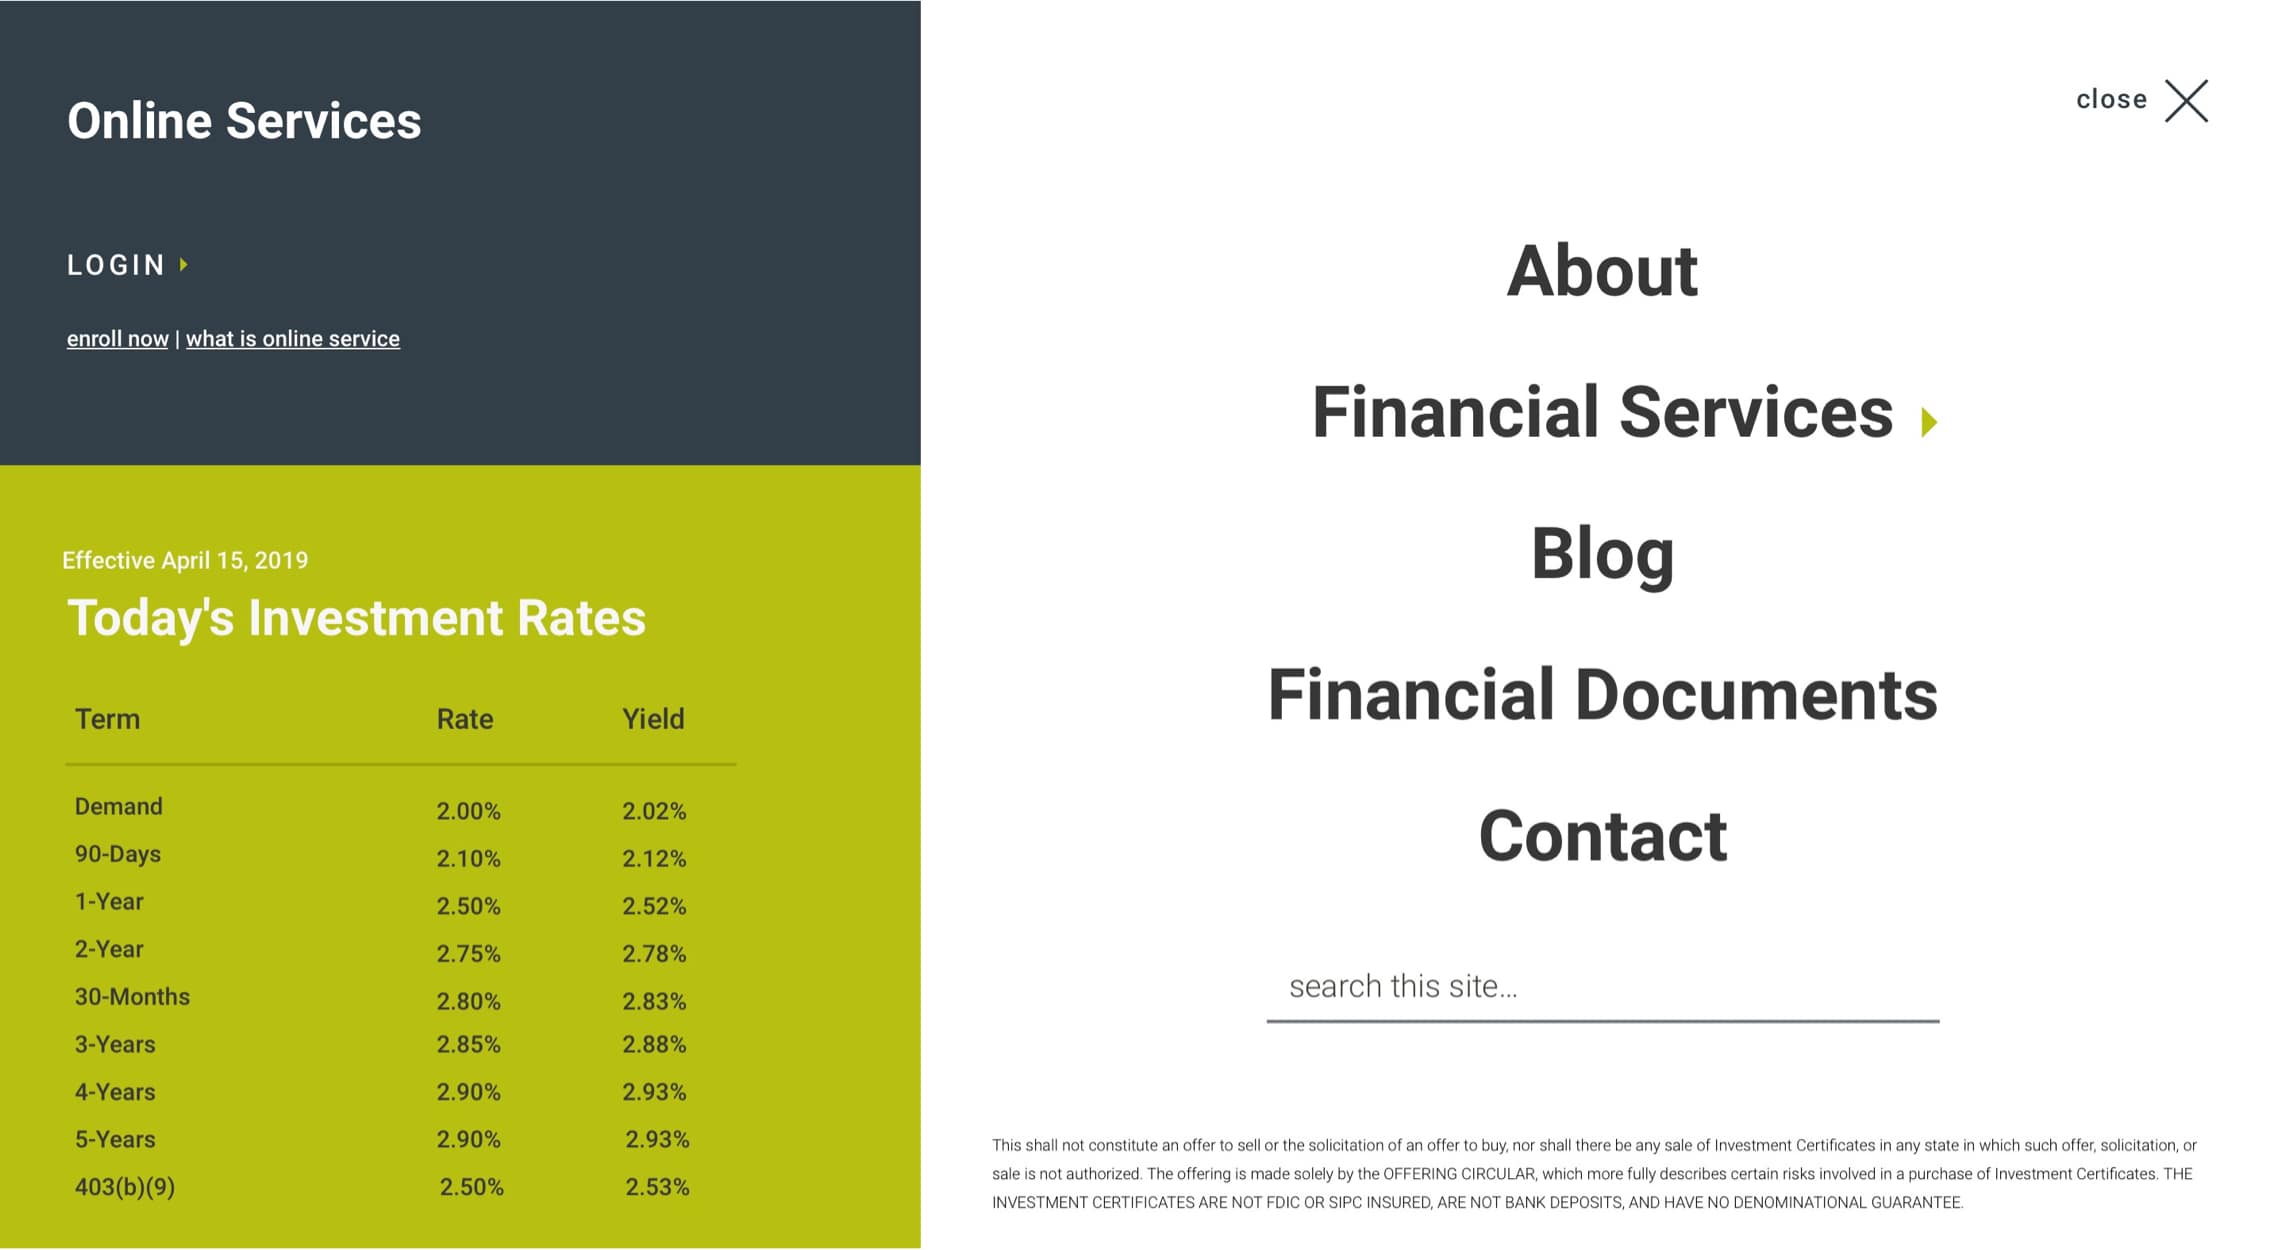 Online Services
LOGIN
enroll now | what is online service
Effective April 15, 2019
Today's Investment Rates
Term Rate Yield
Demand 2.00% 2.02%
90-Days 2.10% 2.12%
1-Year 2.50% 2.52%
2-Year 2.75% 2.78%
30-Months 2.80% 2.83%
3-Years 2.85% 2.88%
4-Years 2.90% 2.93%
5-Years 2.90% 2.93%
403(b)(9) 2.50% 2.53%
close
About
Financial Services
Blog
Financial Documents
Contact
search this site...
This shall not constitute an offer to sell or the solicitation of an offer to buy, nor shall there be any sale of Investment Certificates in any state in which such offer, solicitation, or
sale is not authorized. The offering is made solely by the OFFERING CIRCULAR, which more fully describes certain risks involved in a purchase of Investment Certificates. THE
INVESTMENT CERTIFICATES ARE NOT FDIC OR SIPC INSURED, ARE NOT BANK DEPOSITS, AND HAVE NO DENOMINATIONAL GUARANTEE.